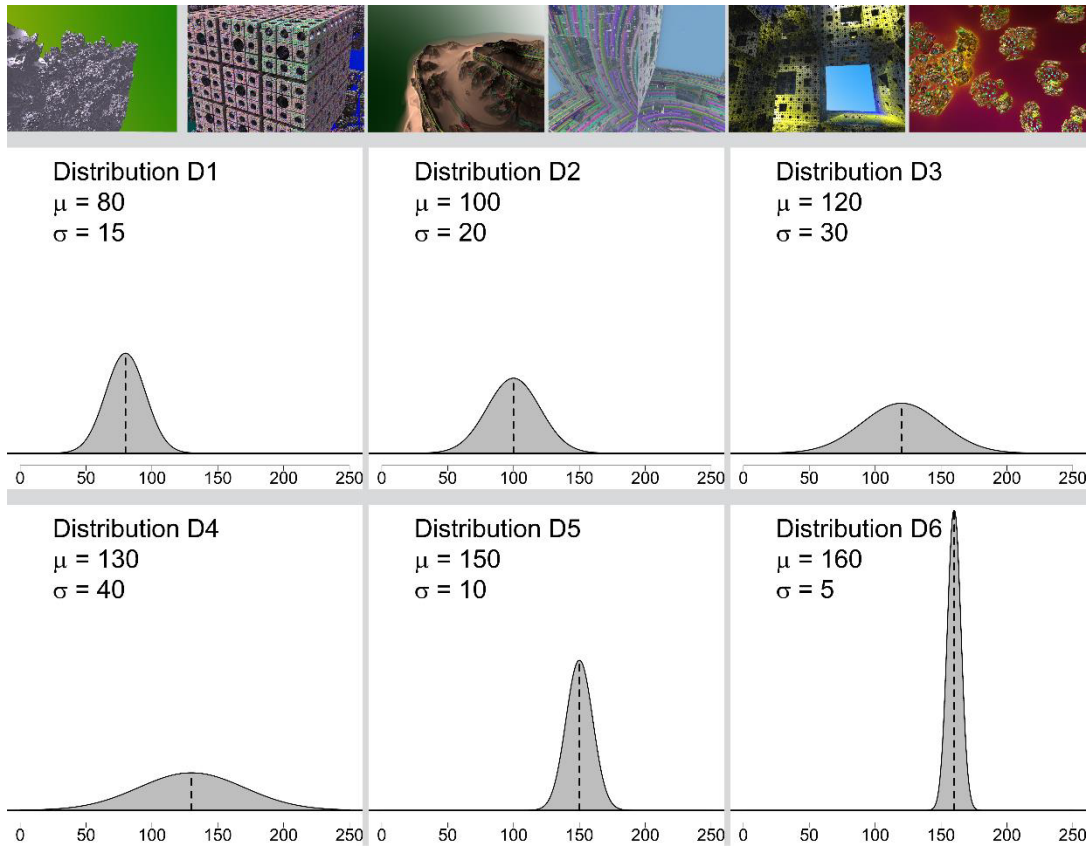 Distribution D1
μ = 80
σ = 15
0 50 100 150 200 250
Distribution D2
μ = 100
σ = 20
0 50 100 150 200 250
Distribution D3
μ = 120
σ = 30
0 50 100 150 200 250
Distribution D4
μ = 130
σ = 40
0 50 100 150 200 250
Distribution D5
μ = 150
σ = 10
0 50 100 150 200 250
Distribution D6
μ = 160
σ = 5
0 50 100 150 200 250